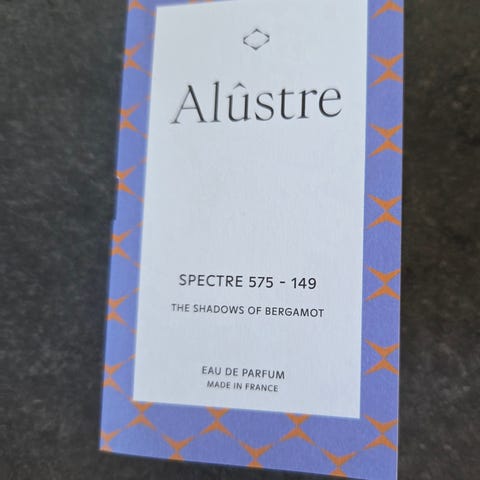 Alûstre
SPECTRE 575 - 149
THE SHADOWS OF BERGAMOT
EAU DE PARFUM
MADE IN FRANCE